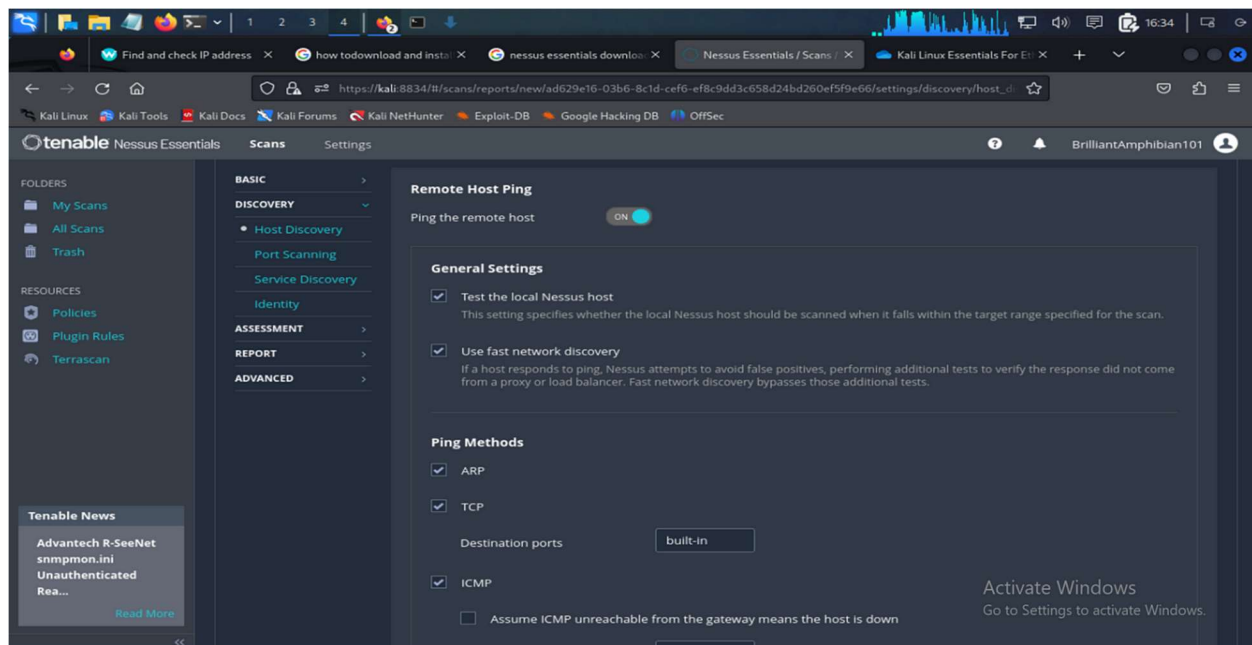 1 2 3 4 16:34
Find and check IP address
how todownload and instal
nessus essentials downloa
Nessus Essentials / Scans /
Kali Linux Essentials For Et
https://kali:8834/#/scans/reports/new/ad629e16-03b6-8c1d-cef6-ef8c9dd3c658d24bd260ef5f9e66/settings/discovery/host_d
Kali Linux Kali Tools Kali Docs Kali Forums Kali NetHunter Exploit-DB Google Hacking DB OffSec
tenable Nessus Essentials Scans Settings BrilliantAmphibian101
FOLDERS
My Scans
All Scans
Trash
RESOURCES
Policies
Plugin Rules
Terrascan
Tenable News
Advantech R-SeeNet
snmpmon.ini
Unauthenticated
Rea...
Read More
BASIC
DISCOVERY
Host Discovery
Port Scanning
Service Discovery
Identity
ASSESSMENT
REPORT
ADVANCED
Remote Host Ping
Ping the remote host ON
General Settings
Test the local Nessus host
This setting specifies whether the local Nessus host should be scanned when it falls within the target range specified for the scan.
Use fast network discovery
If a host responds to ping, Nessus attempts to avoid false positives, performing additional tests to verify the response did not come
from a proxy or load balancer. Fast network discovery bypasses those additional tests.
Ping Methods
ARP
TCP
Destination ports built-in
ICMP
Assume ICMP unreachable from the gateway means the host is down
Activate Windows
Go to Settings to activate Windows.